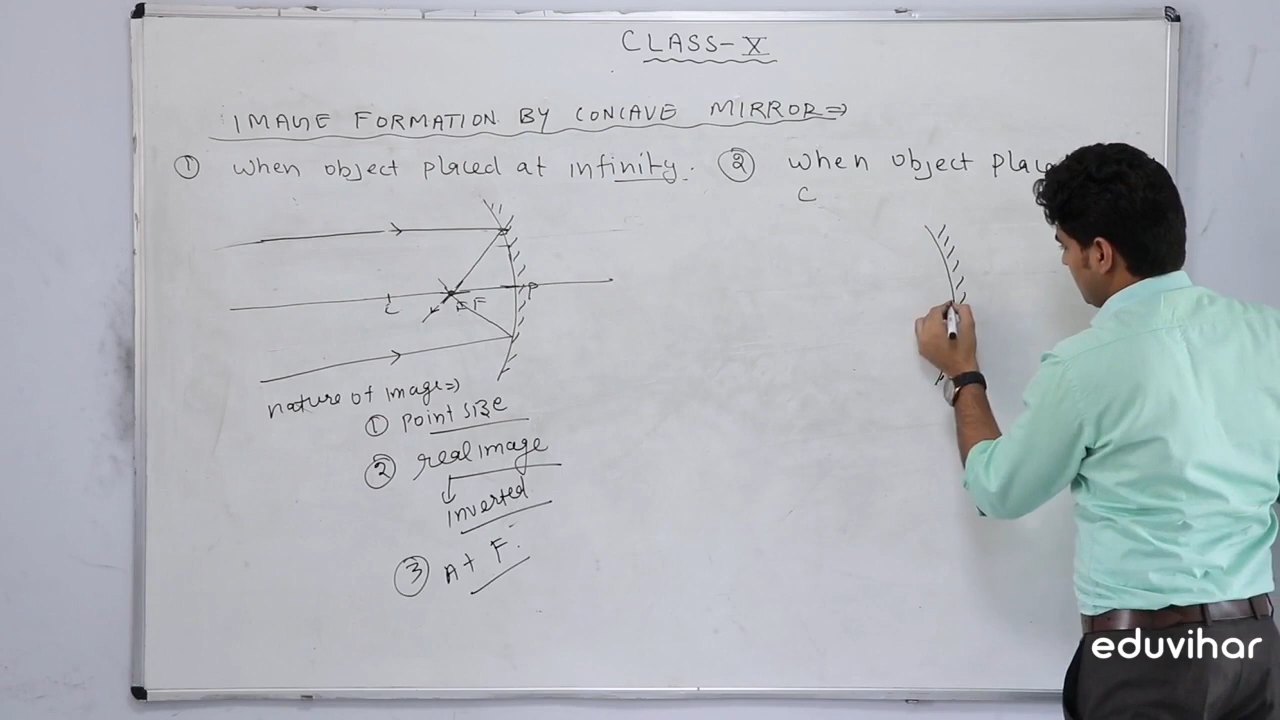 CLASS-X
IMAGE FORMATION BY CONCAVE MIRROR ⇒
① When object placed at infinity.
C F P
nature of image ⇒
① Point size
② real image
inverted
③ At F.
② When object
C
eduvihar